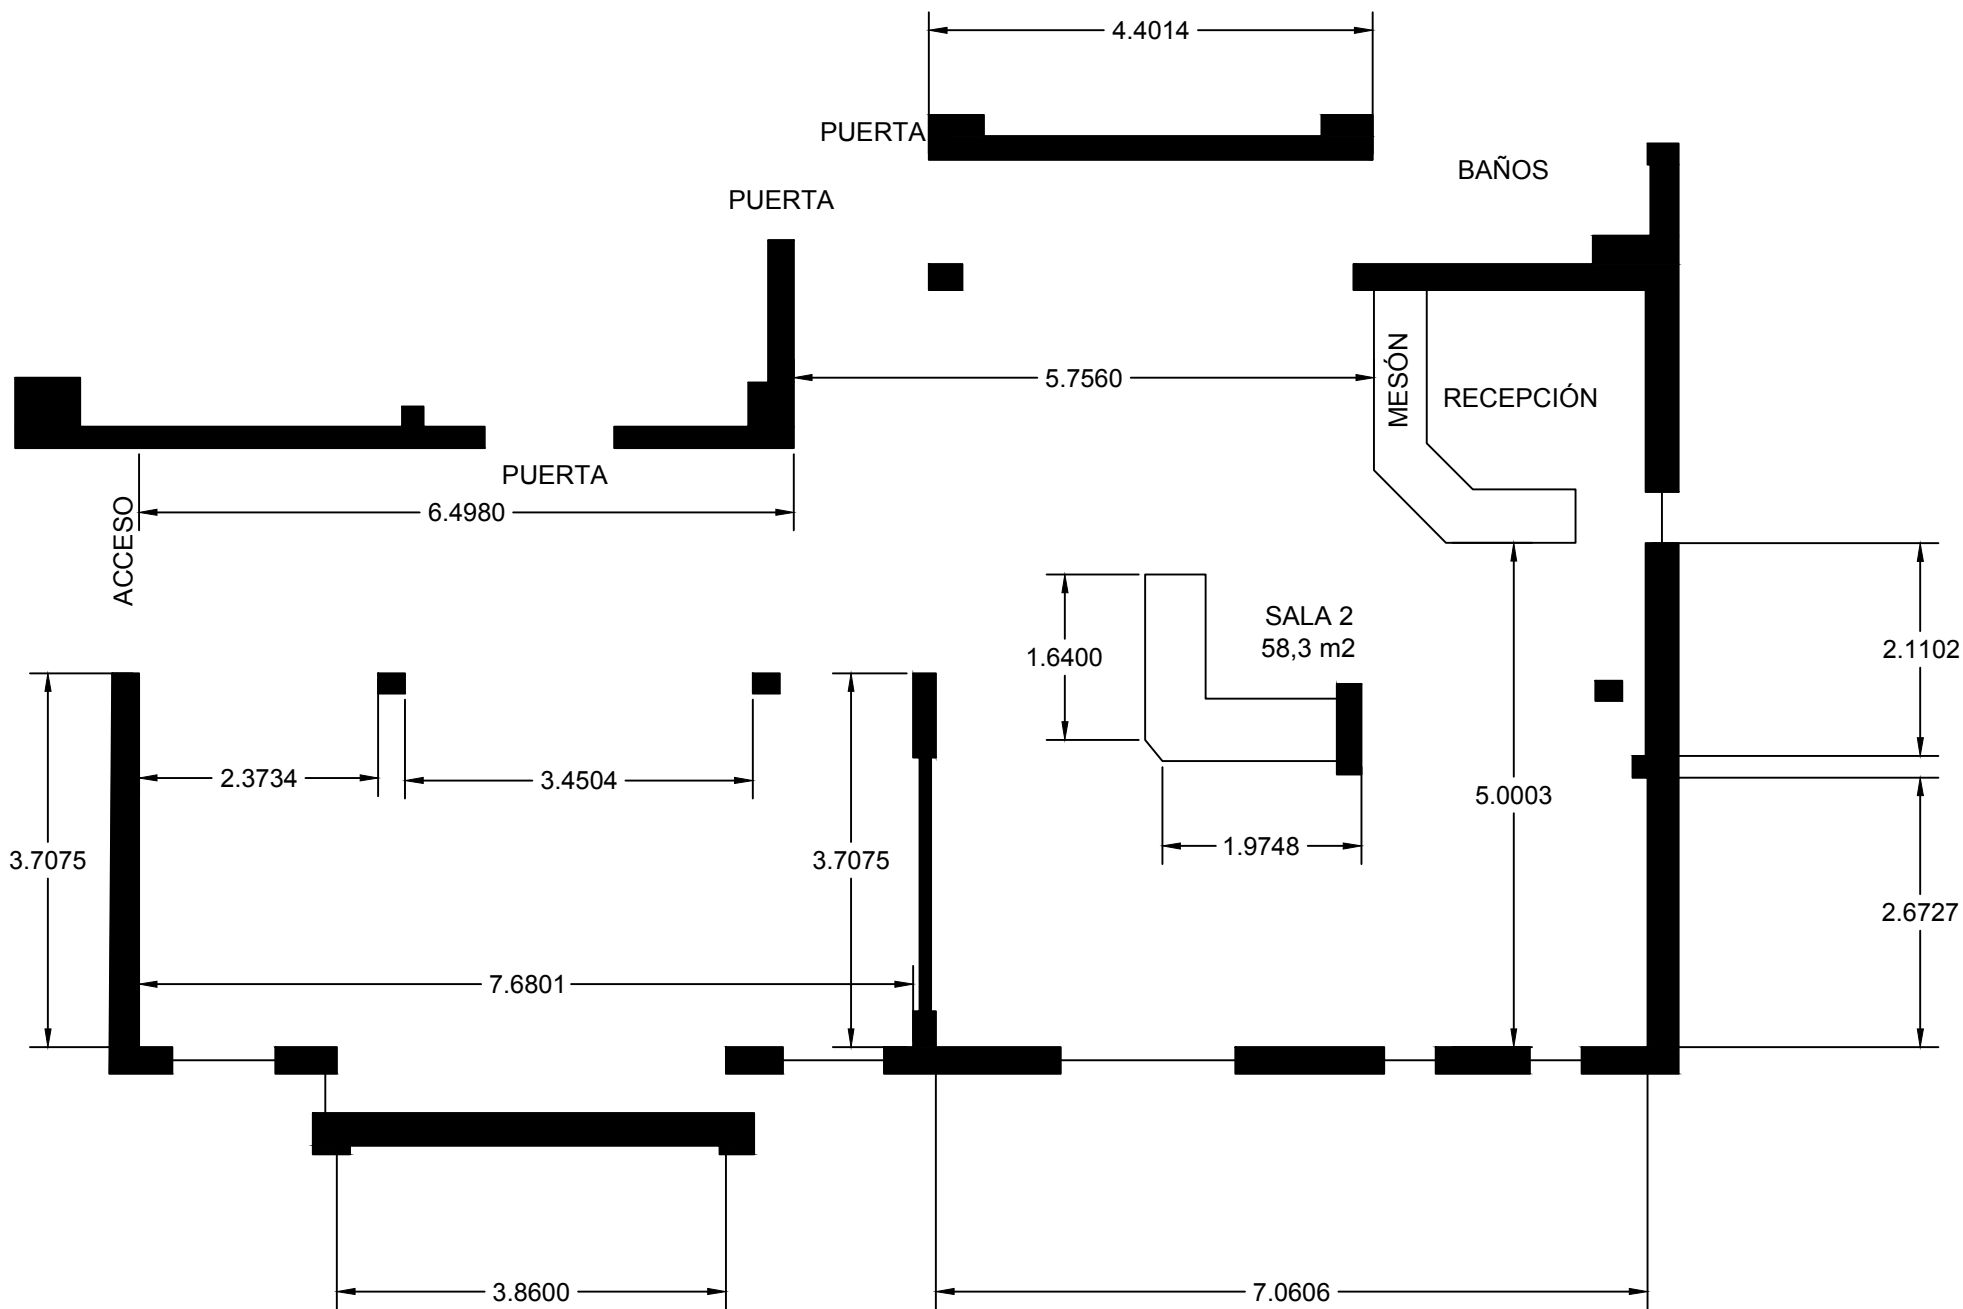 4.4014
PUERTA
BAÑOS
PUERTA
5.7560
MESÓN
RECEPCIÓN
PUERTA
6.4980
ACCESO
SALA 2
58,3 m2
1.6400
2.1102
2.3734
3.4504
5.0003
1.9748
3.7075
3.7075
2.6727
7.6801
3.8600
7.0606